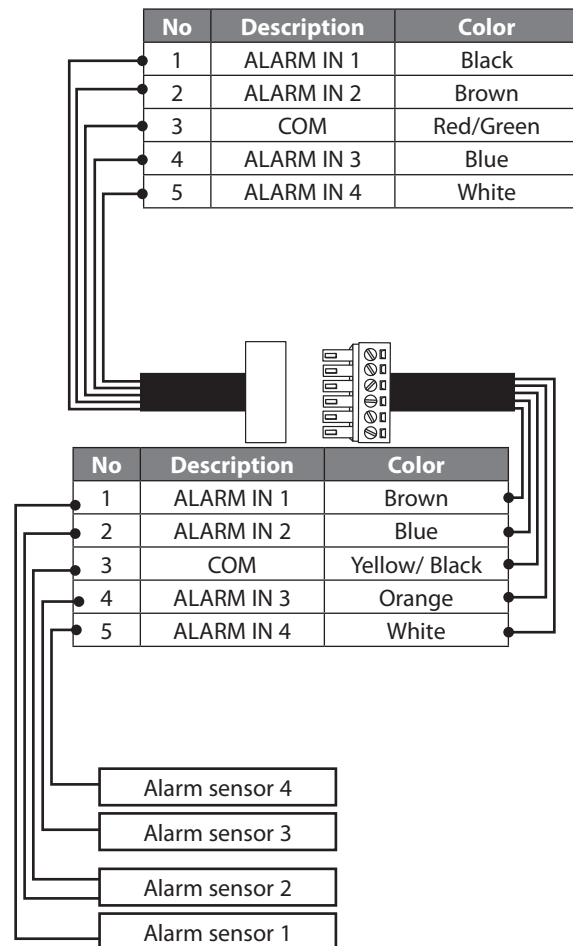 No Description Color
1 ALARM IN 1 Black
2 ALARM IN 2 Brown
3 COM Red/Green
4 ALARM IN 3 Blue
5 ALARM IN 4 White
No Description Color
1 ALARM IN 1 Brown
2 ALARM IN 2 Blue
3 COM Yellow/ Black
4 ALARM IN 3 Orange
5 ALARM IN 4 White
Alarm sensor 4
Alarm sensor 3
Alarm sensor 2
Alarm sensor 1